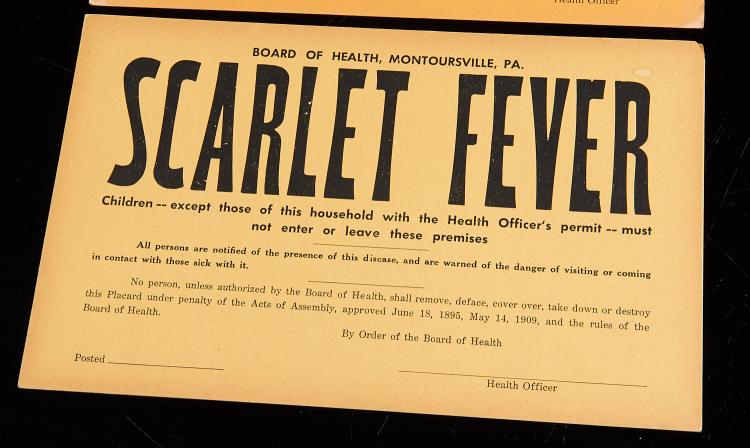 Health Officer
BOARD OF HEALTH, MONTOURSVILLE, PA.
SCARLET FEVER
Children -- except those of this household with the Health Officer's permit -- must
not enter or leave these premises
All persons are notified of the presence of this disease, and are warned of the danger of visiting or coming
in contact with those sick with it.
No person, unless authorized by the Board of Health, shall remove, deface, cover over, take down or destroy
this Placard under penalty of the Acts of Assembly, approved June 18, 1895, May 14, 1909, and the rules of the
Board of Health.
By Order of the Board of Health
Posted
Health Officer